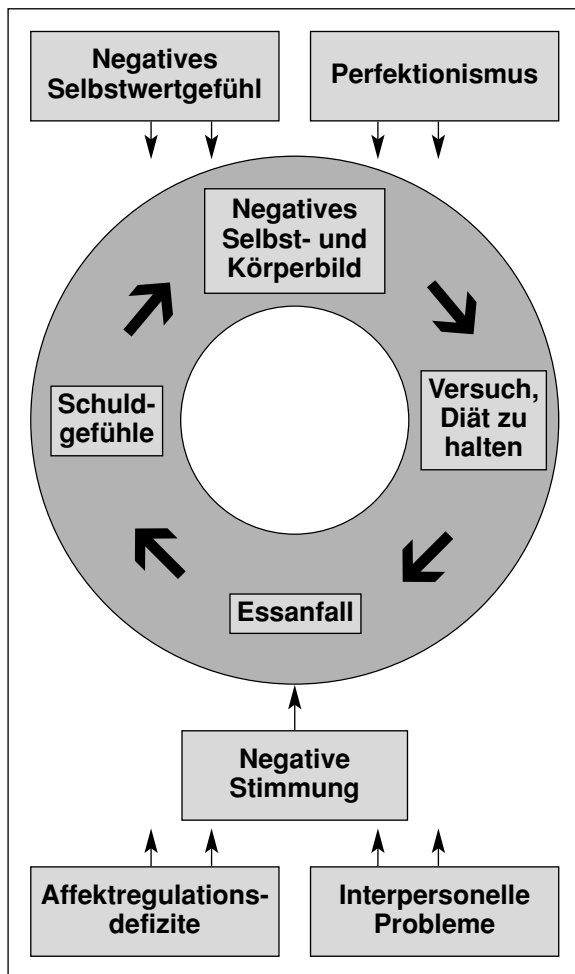 Negatives
Selbstwertgefühl
Perfektionismus
Negatives
Selbst- und
Körperbild
Schuld-
gefühle
Versuch,
Diät zu
halten
Essanfall
Negative
Stimmung
Affektregulations-
defizite
Interpersonelle
Probleme